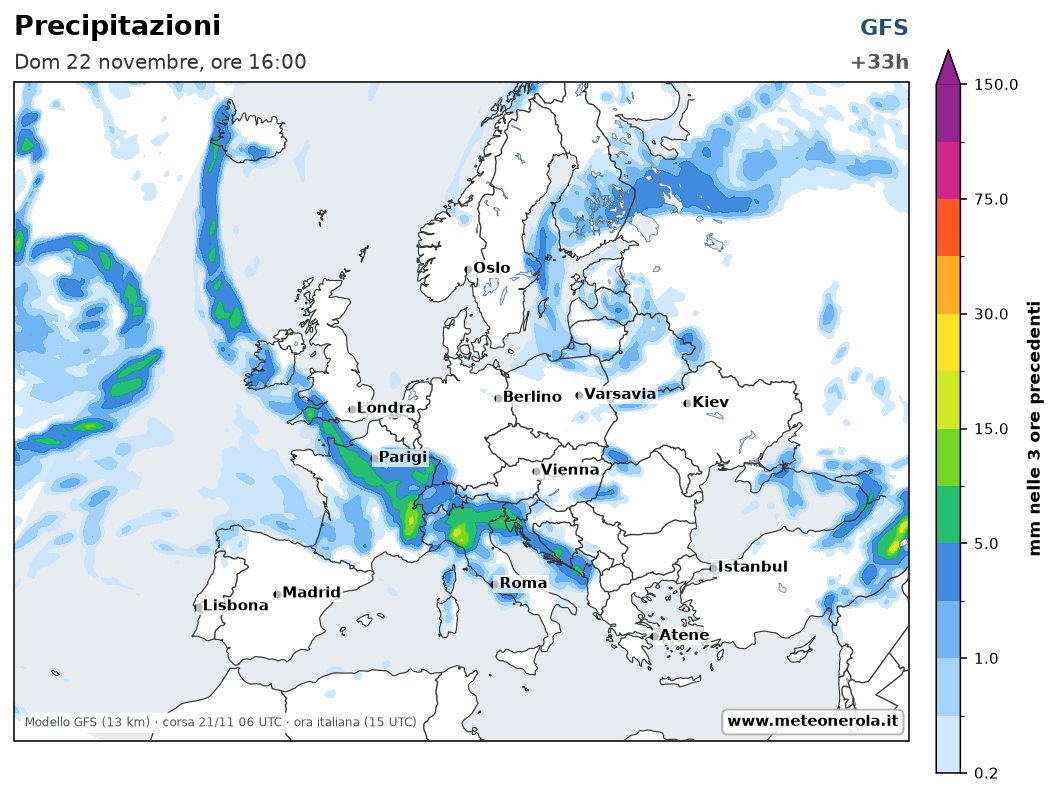 Precipitazioni
GFS
Dom 22 novembre, ore 16:00
+33h
150.0
75.0
30.0
15.0
5.0
1.0
0.2
mm nelle 3 ore precedenti
Oslo
Berlino
Varsavia
Londra
Kiev
Parigi
Vienna
Istanbul
Roma
Madrid
Lisbona
Atene
Modello GFS (13 km) · corsa 21/11 06 UTC · ora italiana (15 UTC)
www.meteonerola.it